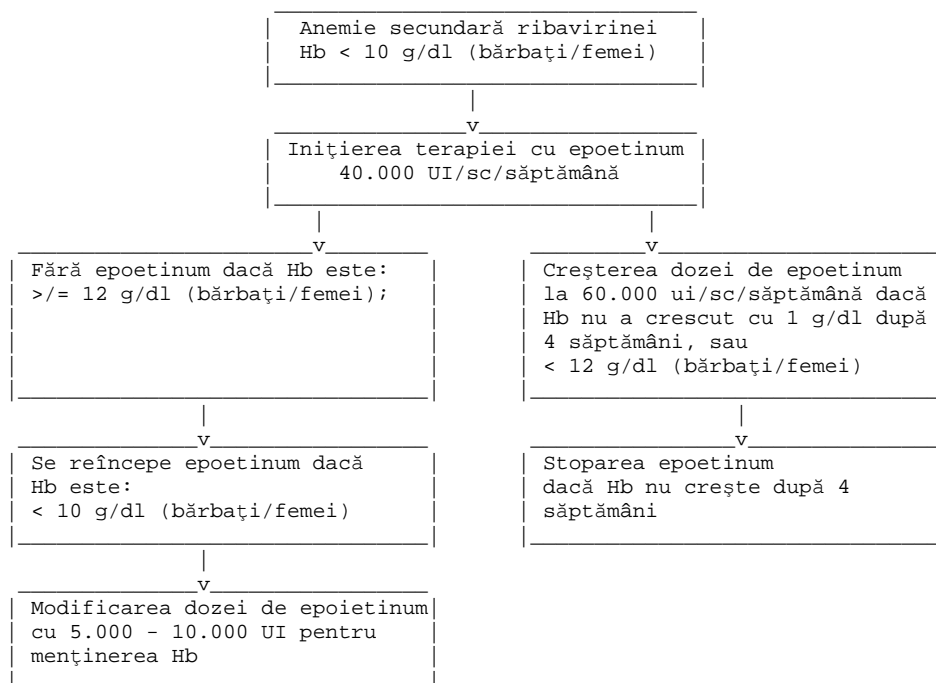 Anemie secundară ribavirinei
Hb < 10 g/dl (bărbaţi/femei)
Iniţierea terapiei cu epoetinum
40.000 UI/sc/săptămână
Fără epoetinum dacă Hb este:
>/= 12 g/dl (bărbaţi/femei);
Creşterea dozei de epoetinum
la 60.000 ui/sc/săptămână dacă
Hb nu a crescut cu 1 g/dl după
4 săptămâni, sau
< 12 g/dl (bărbaţi/femei)
Se reîncepe epoetinum dacă
Hb este:
< 10 g/dl (bărbaţi/femei)
Stoparea epoetinum
dacă Hb nu creşte după 4
săptămâni
Modificarea dozei de epoietinum
cu 5.000 - 10.000 UI pentru
menţinerea Hb